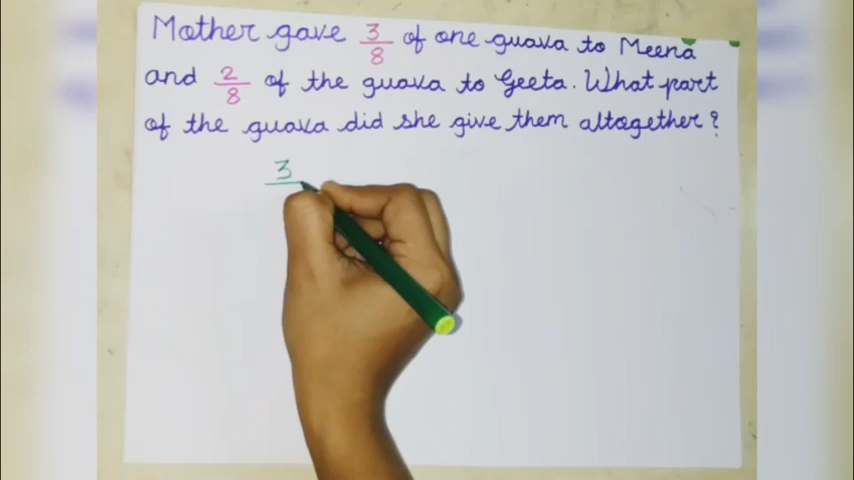 Mother gave 3/8 of one guava to Meena
and 2/8 of the guava to Geeta. What part
of the guava did she give them altogether?
3